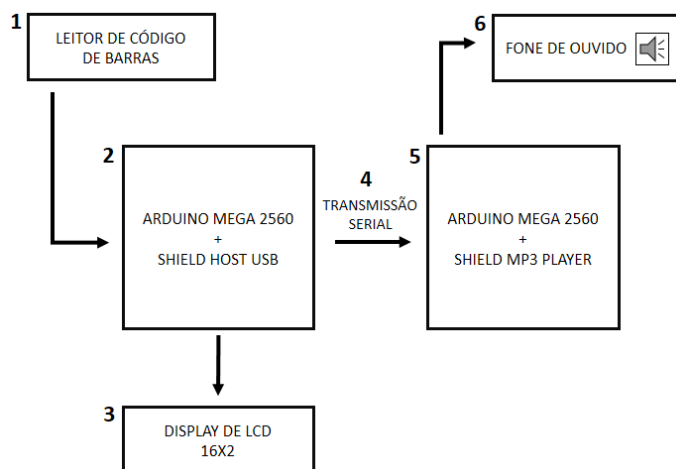 1
LEITOR DE CÓDIGO
DE BARRAS
2
ARDUINO MEGA 2560
+
SHIELD HOST USB
3
DISPLAY DE LCD
16X2
4
TRANSMISSÃO
SERIAL
5
ARDUINO MEGA 2560
+
SHIELD MP3 PLAYER
6
FONE DE OUVIDO